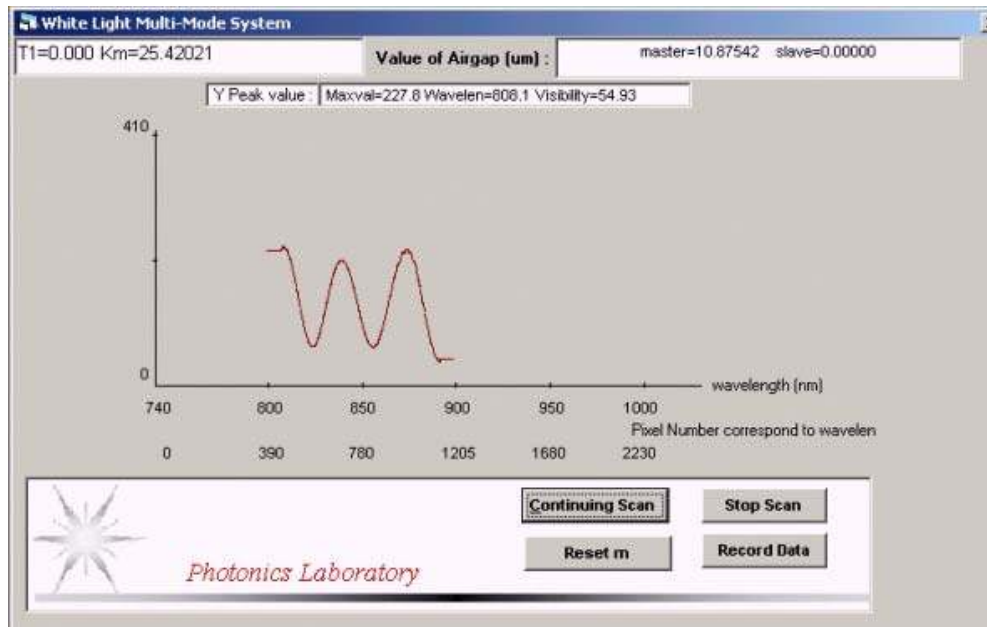 White Light Multi-Mode System
T1=0.000 Km=25.42021
Value of Airgap (um) :
master=10.87542 slave=0.00000
Y Peak value :
Maxval=227.8 Wavelen=808.1 Visibility=54.93
410
0
wavelength (nm)
740 800 850 900 950 1000
Pixel Number correspond to wavelen
0 390 780 1205 1680 2230
Continuing Scan
Stop Scan
Reset m
Record Data
Photonics Laboratory